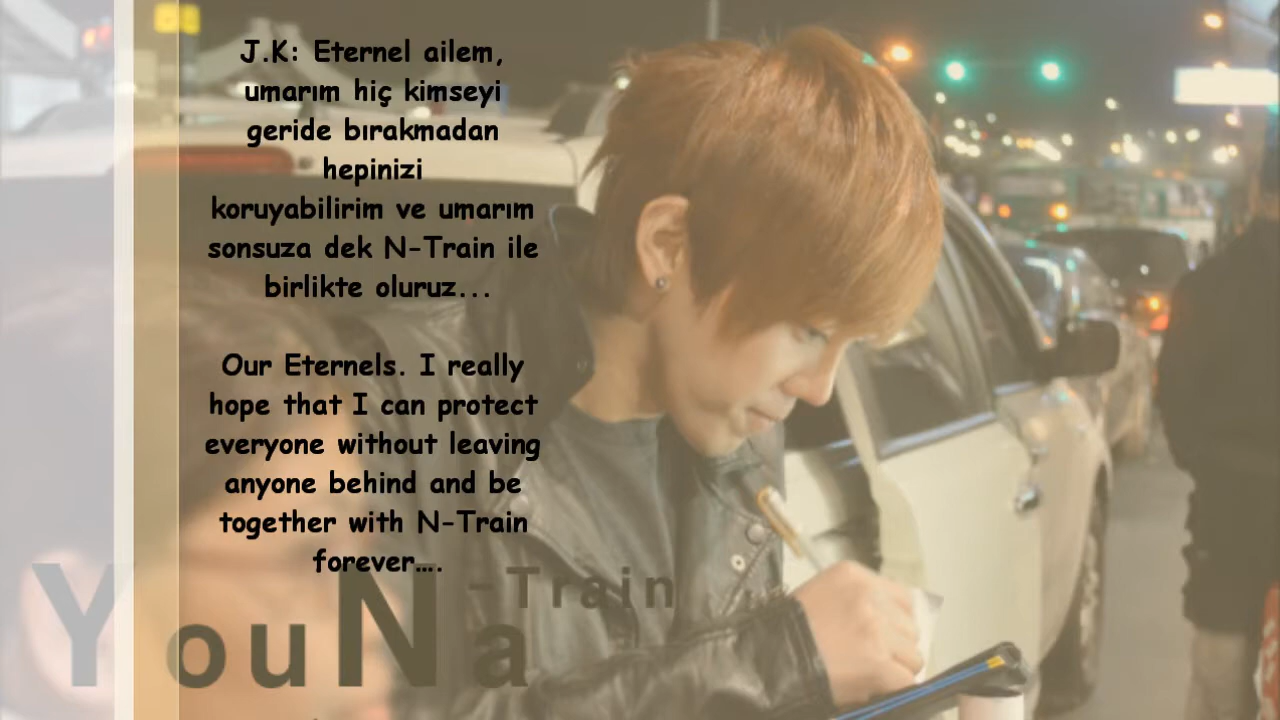 J.K: Eternel ailem,
umarım hiç kimseyi
geride bırakmadan
hepinizi
koruyabilirim ve umarım
sonsuza dek N-Train ile
birlikte oluruz...
Our Eternels. I really
hope that I can protect
everyone without leaving
anyone behind and be
together with N-Train
forever….
-Train
YouNa